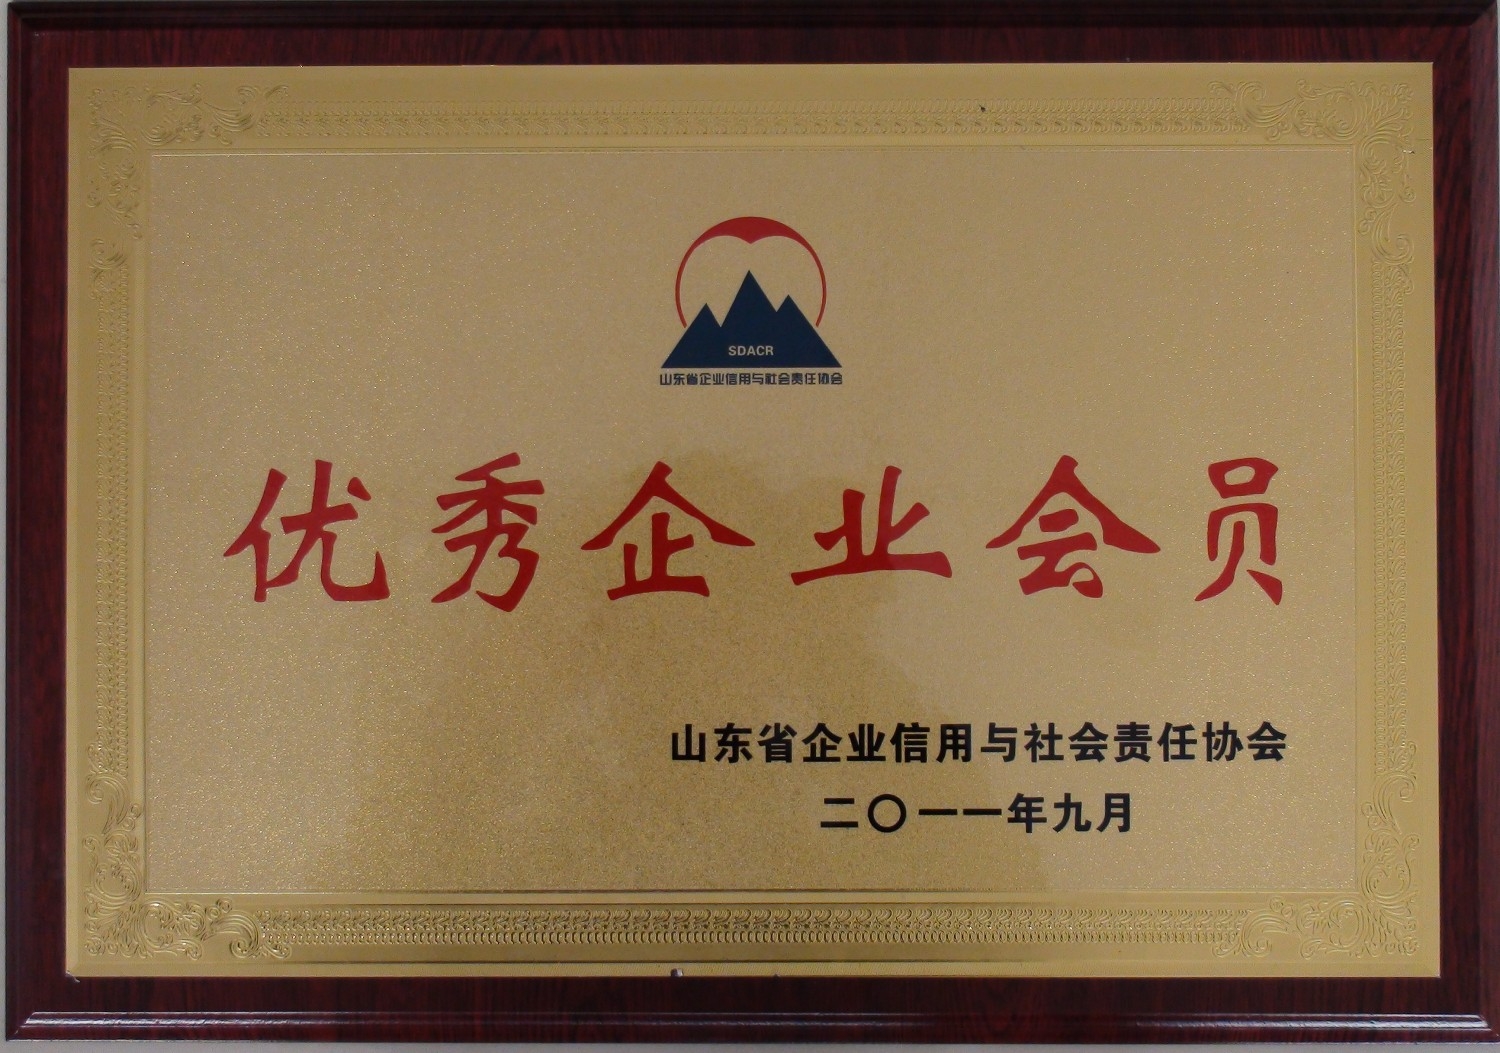 SDACR
山东省企业信用与社会责任协会
优秀企业会员
山东省企业信用与社会责任协会
二〇一一年九月